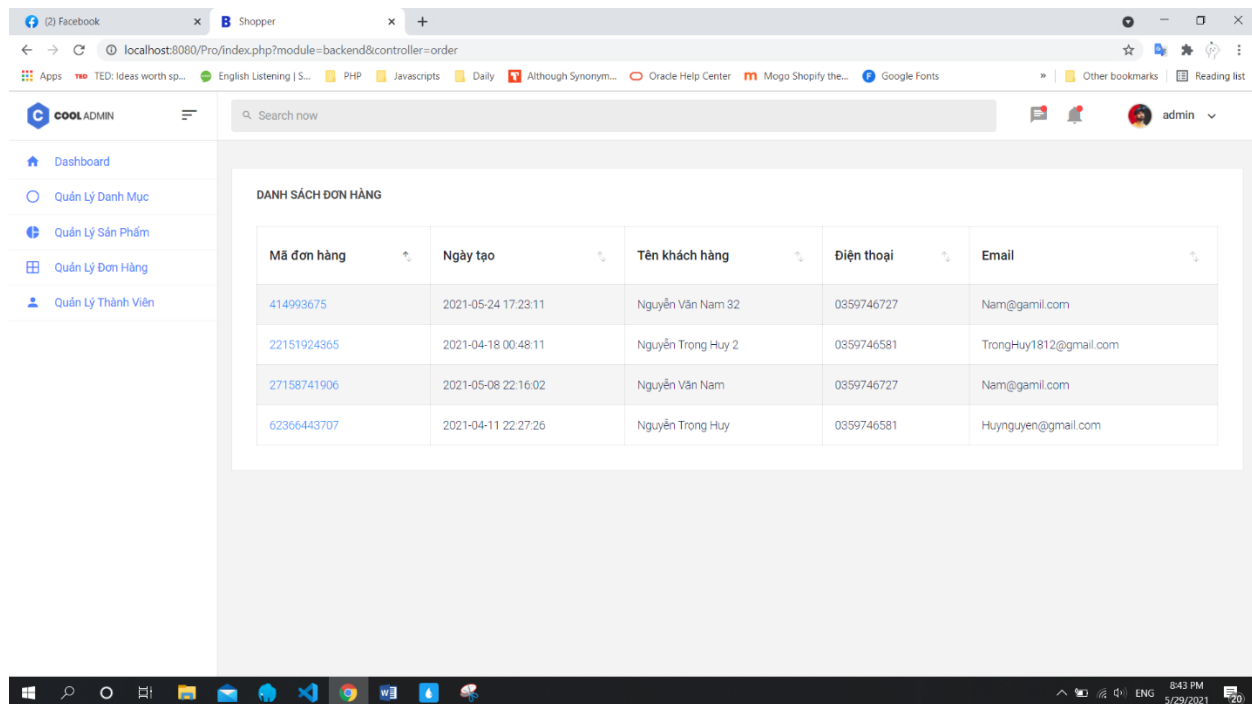 (2) Facebook
Shopper
localhost:8080/Pro/index.php?module=backend&controller=order
Apps TED TED: Ideas worth sp... English Listening | S... PHP Javascripts Daily Although Synonym... Oracle Help Center Mogo Shopify the... Google Fonts » Other bookmarks Reading list
C COOL ADMIN
Search now
admin
Dashboard
Quản Lý Danh Mục
Quản Lý Sản Phẩm
Quản Lý Đơn Hàng
Quản Lý Thành Viên
DANH SÁCH ĐƠN HÀNG
Mã đơn hàng Ngày tạo Tên khách hàng Điện thoại Email
414993675 2021-05-24 17:23:11 Nguyễn Văn Nam 32 0359746727 Nam@gamil.com
22151924365 2021-04-18 00:48:11 Nguyễn Trọng Huy 2 0359746581 TrongHuy1812@gmail.com
27158741906 2021-05-08 22:16:02 Nguyễn Văn Nam 0359746727 Nam@gamil.com
62366443707 2021-04-11 22:27:26 Nguyễn Trọng Huy 0359746581 Huynguyen@gmail.com
ENG
8:43 PM
5/29/2021
20